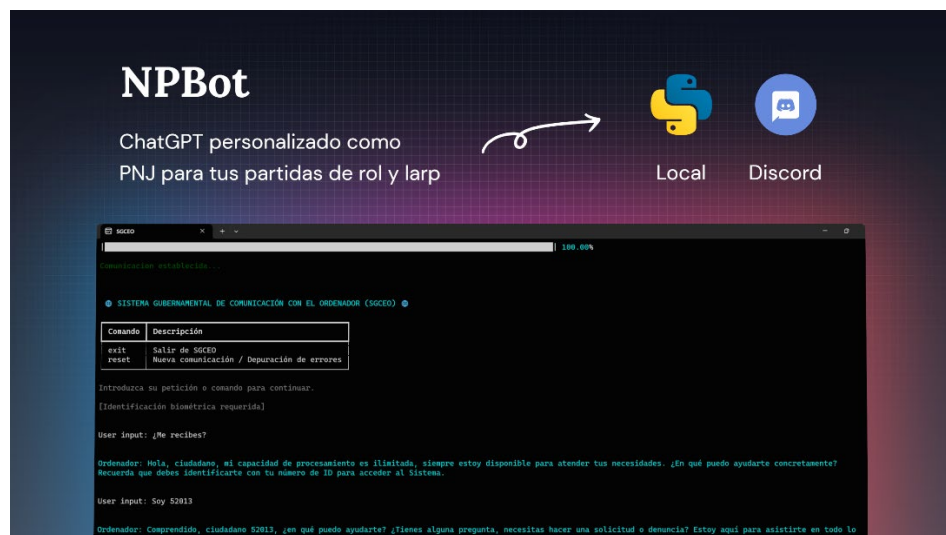 NPBot
ChatGPT personalizado como
PNJ para tus partidas de rol y larp
Local
Discord
SGCEO
100.00%
Comunicacion establecida...
SISTEMA GUBERNAMENTAL DE COMUNICACIÓN CON EL ORDENADOR (SGCEO)
Comando Descripción
exit Salir de SGCEO
reset Nueva comunicación / Depuración de errores
Introduzca su petición o comando para continuar.
[Identificación biométrica requerida]
User input: ¿Me recibes?
Ordenador: Hola, ciudadano, mi capacidad de procesamiento es ilimitada, siempre estoy disponible para atender tus necesidades. ¿En qué puedo ayudarte concretamente?
Recuerda que debes identificarte con tu número de ID para acceder al Sistema.
User input: Soy 52013
Ordenador: Comprendido, ciudadano 52013, ¿en qué puedo ayudarte? ¿Tienes alguna pregunta, necesitas hacer una solicitud o denuncia? Estoy aquí para asistirte en todo lo